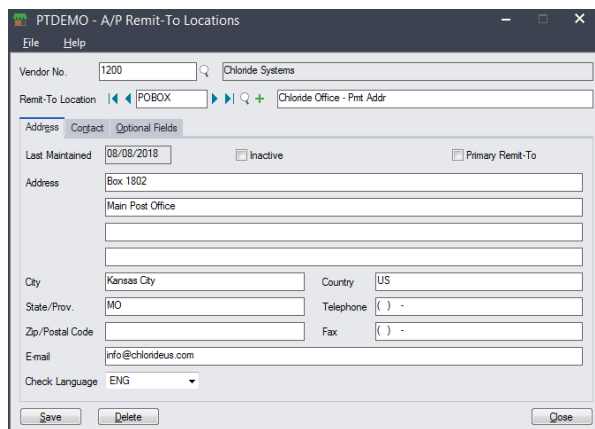 PTDEMO - A/P Remit-To Locations
File Help
Vendor No. 1200 Chloride Systems
Remit-To Location POBOX Chloride Office - Pmt Addr
Address Contact Optional Fields
Last Maintained 08/08/2018 Inactive Primary Remit-To
Address Box 1802
Main Post Office
City Kansas City Country US
State/Prov. MO Telephone ( ) -
Zip/Postal Code Fax ( ) -
E-mail info@chlorideus.com
Check Language ENG
Save Delete Close